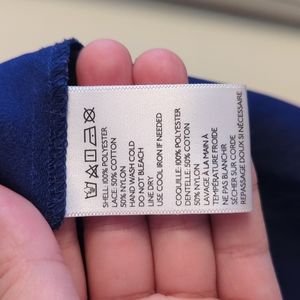 SHELL: 100% POLYESTER
LACE: 50% COTTON
50% NYLON
HAND WASH COLD
DO NOT BLEACH
LINE DRY
USE COOL IRON IF NEEDED
COQUILLE: 100% POLYESTER
DENTELLE: 50% COTON
50% NYLON
LAVAGE À LA MAIN À
TEMPÉRATURE FROIDE
NE PAS BLANCHIR
SÉCHER SUR CORDE
REPASSAGE DOUX SI NÉCESSAIRE